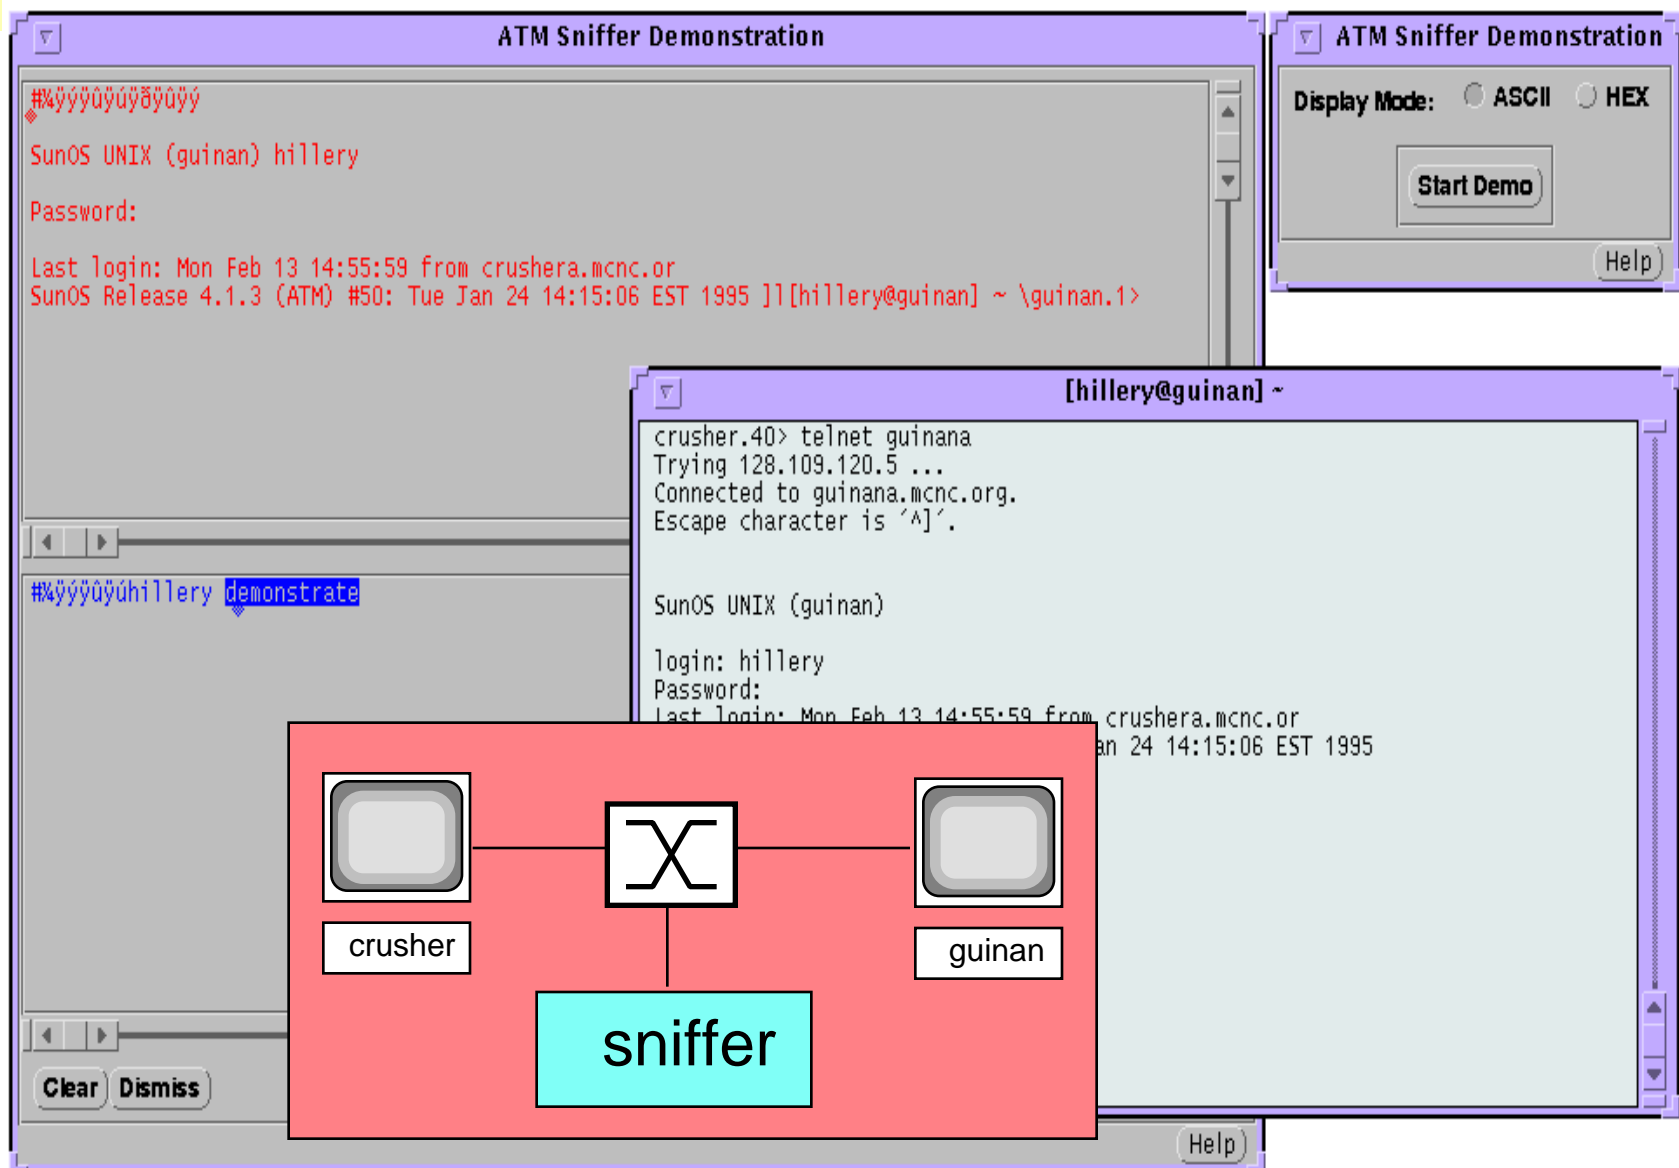 ATM Sniffer Demonstration
#¼ÿýÿûÿúÿðÿûÿý
SunOS UNIX (guinan) hillery
Password:
Last login: Mon Feb 13 14:55:59 from crushera.mcnc.or
SunOS Release 4.1.3 (ATM) #50: Tue Jan 24 14:15:06 EST 1995 ]l[hillery@guinan] ~ \guinan.1>
#¼ÿýÿûÿúhillery demonstrate
Clear Dismiss
Help
ATM Sniffer Demonstration
Display Mode: ASCII HEX
Start Demo
Help
[hillery@guinan] ~
crusher.40> telnet guinana
Trying 128.109.120.5 ...
Connected to guinana.mcnc.org.
Escape character is ´^]´.
SunOS UNIX (guinan)
login: hillery
Password:
Last login: Mon Feb 13 14:55:59 from crushera.mcnc.or
an 24 14:15:06 EST 1995
crusher
guinan
sniffer